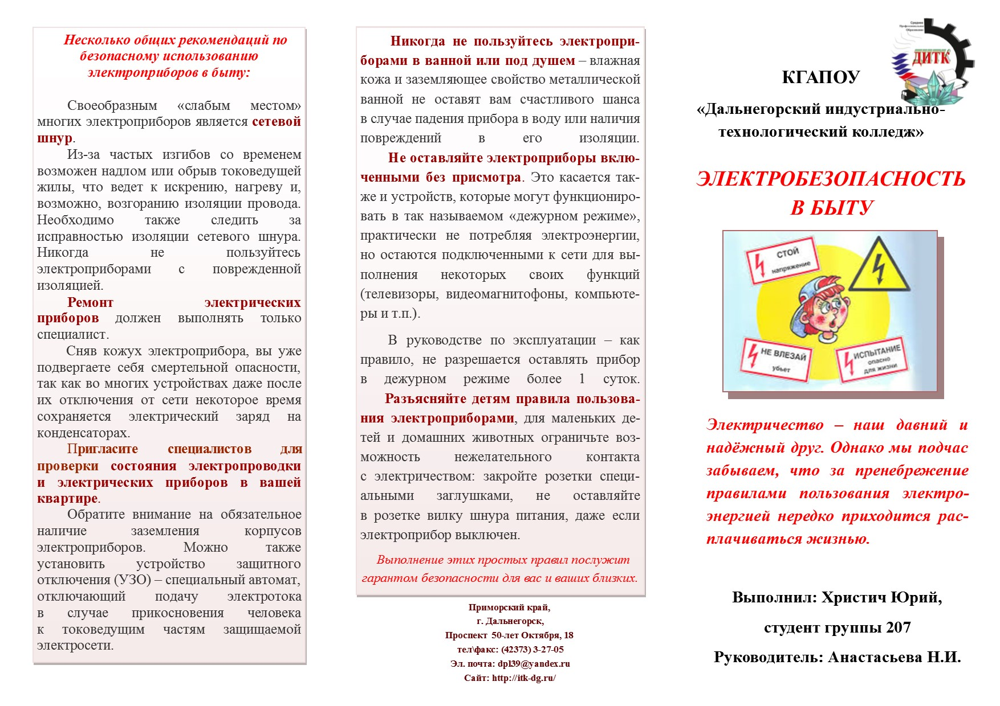 Несколько общих рекомендаций по
безопасному использованию
электроприборов в быту:
Своеобразным «слабым местом»
многих электроприборов является сетевой
шнур.
Из-за частых изгибов со временем
возможен надлом или обрыв токоведущей
жилы, что ведет к искрению, нагреву и,
возможно, возгоранию изоляции провода.
Необходимо также следить за
исправностью изоляции сетевого шнура.
Никогда не пользуйтесь
электроприборами с поврежденной
изоляцией.
Ремонт электрических
приборов должен выполнять только
специалист.
Сняв кожух электроприбора, вы уже
подвергаете себя смертельной опасности,
так как во многих устройствах даже после
их отключения от сети некоторое время
сохраняется электрический заряд на
конденсаторах.
Пригласите специалистов для
проверки состояния электропроводки
и электрических приборов в вашей
квартире.
Обратите внимание на обязательное
наличие заземления корпусов
электроприборов. Можно также
установить устройство защитного
отключения (УЗО) – специальный автомат,
отключающий подачу электротока
в случае прикосновения человека
к токоведущим частям защищаемой
электросети.
Никогда не пользуйтесь электропри-
борами в ванной или под душем – влажная
кожа и заземляющее свойство металлической
ванной не оставят вам счастливого шанса
в случае падения прибора в воду или наличия
повреждений в его изоляции.
Не оставляйте электроприборы вклю-
ченными без присмотра. Это касается так-
же и устройств, которые могут функциониро-
вать в так называемом «дежурном режиме»,
практически не потребляя электроэнергии,
но остаются подключенными к сети для вы-
полнения некоторых своих функций
(телевизоры, видеомагнитофоны, компьюте-
ры и т.п.).
В руководстве по эксплуатации – как
правило, не разрешается оставлять прибор
в дежурном режиме более 1 суток.
Разъясняйте детям правила пользова-
ния электроприборами, для маленьких де-
тей и домашних животных ограничьте воз-
можность нежелательного контакта
с электричеством: закройте розетки специ-
альными заглушками, не оставляйте
в розетке вилку шнура питания, даже если
электроприбор выключен.
Выполнение этих простых правил послужит
гарантом безопасности для вас и ваших близких.
Приморский край,
г. Дальнегорск,
Проспект 50-лет Октября, 18
тел\факс: (42373) 3-27-05
Эл. почта: dpl39@yandex.ru
Сайт: http://itk-dg.ru/
Среднее
Профессиональное
Образование
ДИТК
КГАПОУ
«Дальнегорский индустриально-
технологический колледж»
ЭЛЕКТРОБЕЗОПАСНОСТЬ
В БЫТУ
СТОЙ
напряжение
НЕ ВЛЕЗАЙ
убьет
ИСПЫТАНИЕ
опасно
для жизни
Электричество – наш давний и
надёжный друг. Однако мы подчас
забываем, что за пренебрежение
правилами пользования электро-
энергией нередко приходится рас-
плачиваться жизнью.
Выполнил: Христич Юрий,
студент группы 207
Руководитель: Анастасьева Н.И.